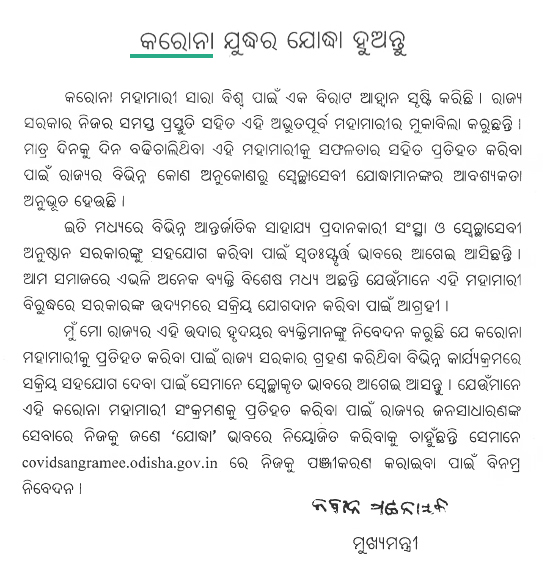 କରୋନା ଯୁଦ୍ଧର ଯୋଦ୍ଧା ହୁଅନ୍ତୁ
କରୋନା ମହାମାରୀ ସାରା ବିଶ୍ୱ ପାଇଁ ଏକ ବିରାଟ ଆହ୍ୱାନ ସୃଷ୍ଟି କରିଛି । ରାଜ୍ୟ
ସରକାର ନିଜର ସମସ୍ତ ପ୍ରସ୍ତୁତି ସହିତ ଏହି ଅଭୁତପୂର୍ବ ମହାମାରୀର ମୁକାବିଲା କରୁଛନ୍ତି ।
ମାତ୍ର ଦିନକୁ ଦିନ ବଢିଚାଲିଥିବା ଏହି ମହାମାରୀକୁ ସଫଳତାର ସହିତ ପ୍ରତିହତ କରିବା
ପାଇଁ ରାଜ୍ୟର ବିଭିନ୍ନ କୋଣ ଅନୁକୋଣରୁ ସ୍ୱେଚ୍ଛାସେବୀ ଯୋଦ୍ଧାମାନଙ୍କର ଆବଶ୍ୟକତା
ଅନୁଭୂତ ହେଉଛି ।
ଇତି ମଧ୍ୟରେ ବିଭିନ୍ନ ଆନ୍ତର୍ଜାତିକ ସାହାଯ୍ୟ ପ୍ରଦାନକାରୀ ସଂସ୍ଥା ଓ ସ୍ୱେଚ୍ଛାସେବୀ
ଅନୁଷ୍ଠାନ ସରକାରଙ୍କୁ ସହଯୋଗ କରିବା ପାଇଁ ସ୍ୱତଃସ୍ଫୂର୍ତ୍ତ ଭାବରେ ଆଗେଇ ଆସିଛନ୍ତି ।
ଆମ ସମାଜରେ ଏଭଳି ଅନେକ ବ୍ୟକ୍ତି ବିଶେଷ ମଧ୍ୟ ଅଛନ୍ତି ଯେଉଁମାନେ ଏହି ମହାମାରୀ
ବିରୁଦ୍ଧରେ ସରକାରଙ୍କ ଉଦ୍ୟମରେ ସକ୍ରିୟ ଯୋଗଦାନ କରିବା ପାଇଁ ଆଗ୍ରହୀ ।
ମୁଁ ମୋ ରାଜ୍ୟର ଏହି ଉଦାର ହୃଦୟର ବ୍ୟକ୍ତିମାନଙ୍କୁ ନିବେଦନ କରୁଛି ଯେ କରୋନା
ମହାମାରୀକୁ ପ୍ରତିହତ କରିବା ପାଇଁ ରାଜ୍ୟ ସରକାର ଗ୍ରହଣ କରିଥିବା ବିଭିନ୍ନ କାର୍ଯ୍ୟକ୍ରମରେ
ସକ୍ରିୟ ସହଯୋଗ ଦେବା ପାଇଁ ସେମାନେ ସ୍ୱେଚ୍ଛାକୃତ ଭାବରେ ଆଗେଇ ଆସନ୍ତୁ । ଯେଉଁମାନେ
ଏହି କରୋନା ମହାମାରୀ ସଂକ୍ରମଣକୁ ପ୍ରତିହତ କରିବା ପାଇଁ ରାଜ୍ୟର ଜନସାଧାରଣଙ୍କ
ସେବାରେ ନିଜକୁ ଜଣେ ‘ଯୋଦ୍ଧା’ ଭାବରେ ନିୟୋଜିତ କରିବାକୁ ଚାହୁଁଛନ୍ତି ସେମାନେ
covidsangramee.odisha.gov.in ରେ ନିଜକୁ ପଞ୍ଜୀକରଣ କରାଇବା ପାଇଁ ବିନମ୍ର
ନିବେଦନ ।
ମୁଖ୍ୟମନ୍ତ୍ରୀ